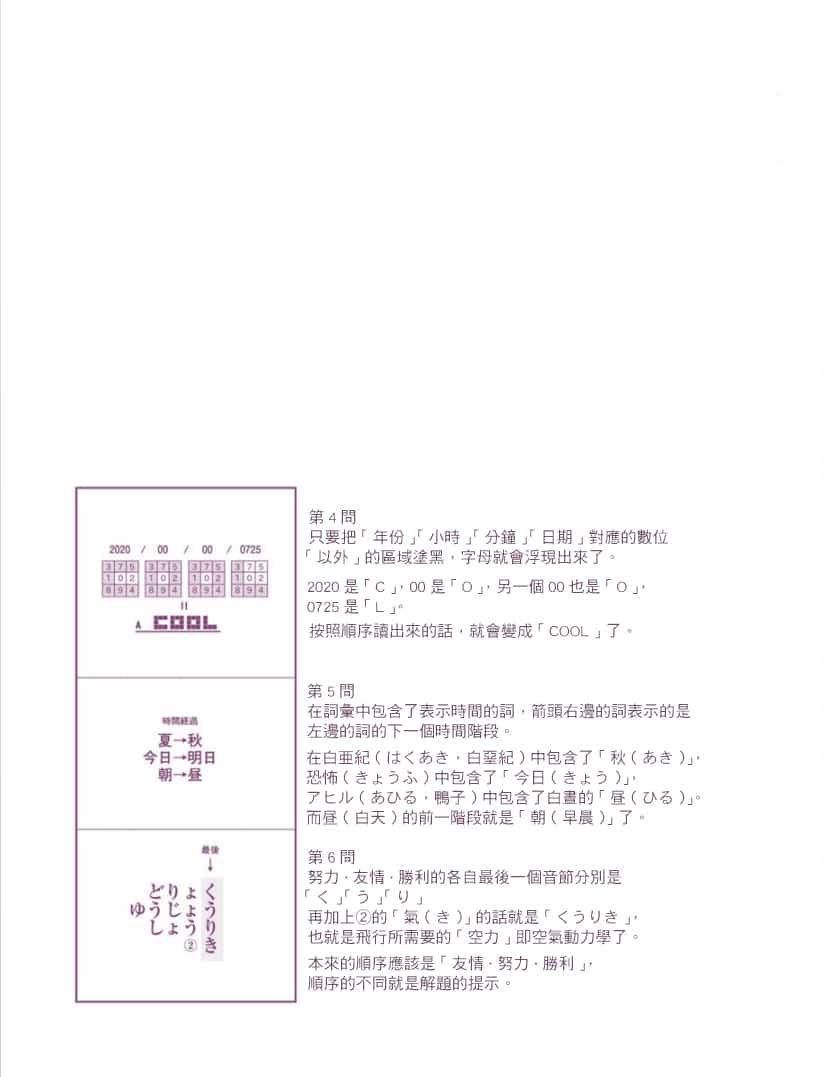 2020 / 00 / 00 / 0725
3 7 5 3 7 5 3 7 5 3 7 5
1 0 2 1 0 2 1 0 2 1 0 2
8 9 4 8 9 4 8 9 4 8 9 4
=
A COOL
第 4 問
只要把「 年份 」「 小時 」「 分鐘 」「 日期 」對應的數位
「 以外 」的區域塗黑，字母就會浮現出來了。
2020 是「 C 」，00 是「 O 」，另一個 00 也是「 O 」，
0725 是「 L 」。
按照順序讀出來的話，就會變成「 COOL 」了。
時間経過
夏→秋
今日→明日
朝→昼
第 5 問
在詞彙中包含了表示時間的詞，箭頭右邊的詞表示的是
左邊的詞的下一個時間階段。
在白亜紀（はくあき，白堊紀）中包含了「 秋（あき）」，
恐怖（きょうふ）中包含了「 今日（きょう）」，
アヒル（あひる，鴨子）中包含了白晝的「 昼（ひる）」。
而昼（白天）的前一階段就是「 朝（早晨）」了。
最後
↓
くうりき
ょょう②
りじょ
どうし
ゆ
第 6 問
努力 · 友情 · 勝利的各自最後一個音節分別是
「 く 」「 う 」「 り 」
再加上②的「 氣（き）」的話就是「 くうりき」，
也就是飛行所需要的「 空力 」即空氣動力學了。
本來的順序應該是「 友情 · 努力 · 勝利 」，
順序的不同就是解題的提示。